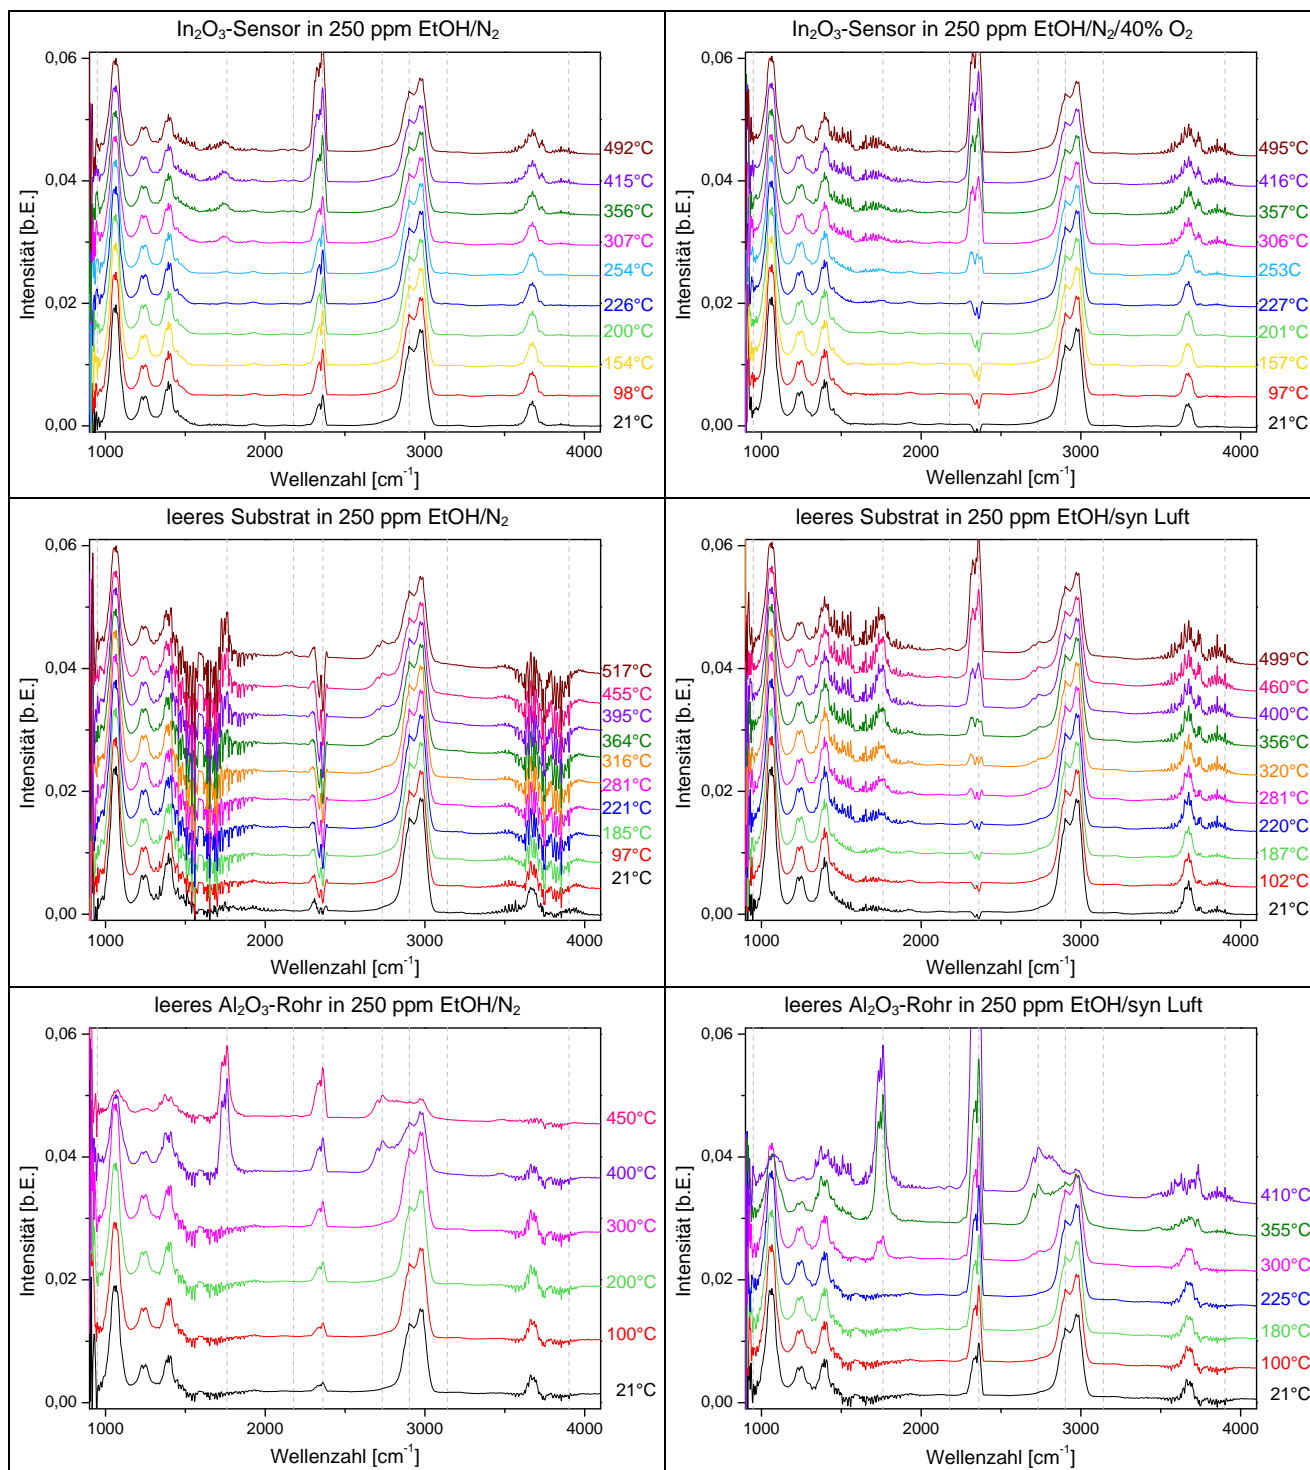 In₂O₃-Sensor in 250 ppm EtOH/N₂
0,06
0,04
0,02
0,00
Intensität [b.E.]
492°C
415°C
356°C
307°C
254°C
226°C
200°C
154°C
98°C
21°C
1000 2000 3000 4000
Wellenzahl [cm⁻¹]
In₂O₃-Sensor in 250 ppm EtOH/N₂/40% O₂
0,06
0,04
0,02
0,00
Intensität [b.E.]
495°C
416°C
357°C
306°C
253C
227°C
201°C
157°C
97°C
21°C
1000 2000 3000 4000
Wellenzahl [cm⁻¹]
leeres Substrat in 250 ppm EtOH/N₂
0,06
0,04
0,02
0,00
Intensität [b.E.]
517°C
455°C
395°C
364°C
316°C
281°C
221°C
185°C
97°C
21°C
1000 2000 3000 4000
Wellenzahl [cm⁻¹]
leeres Substrat in 250 ppm EtOH/syn Luft
0,06
0,04
0,02
0,00
Intensität [b.E.]
499°C
460°C
400°C
356°C
320°C
281°C
220°C
187°C
102°C
21°C
1000 2000 3000 4000
Wellenzahl [cm⁻¹]
leeres Al₂O₃-Rohr in 250 ppm EtOH/N₂
0,06
0,04
0,02
0,00
Intensität [b.E.]
450°C
400°C
300°C
200°C
100°C
21°C
1000 2000 3000 4000
Wellenzahl [cm⁻¹]
leeres Al₂O₃-Rohr in 250 ppm EtOH/syn Luft
0,06
0,04
0,02
0,00
Intensität [b.E.]
410°C
355°C
300°C
225°C
180°C
100°C
21°C
1000 2000 3000 4000
Wellenzahl [cm⁻¹]